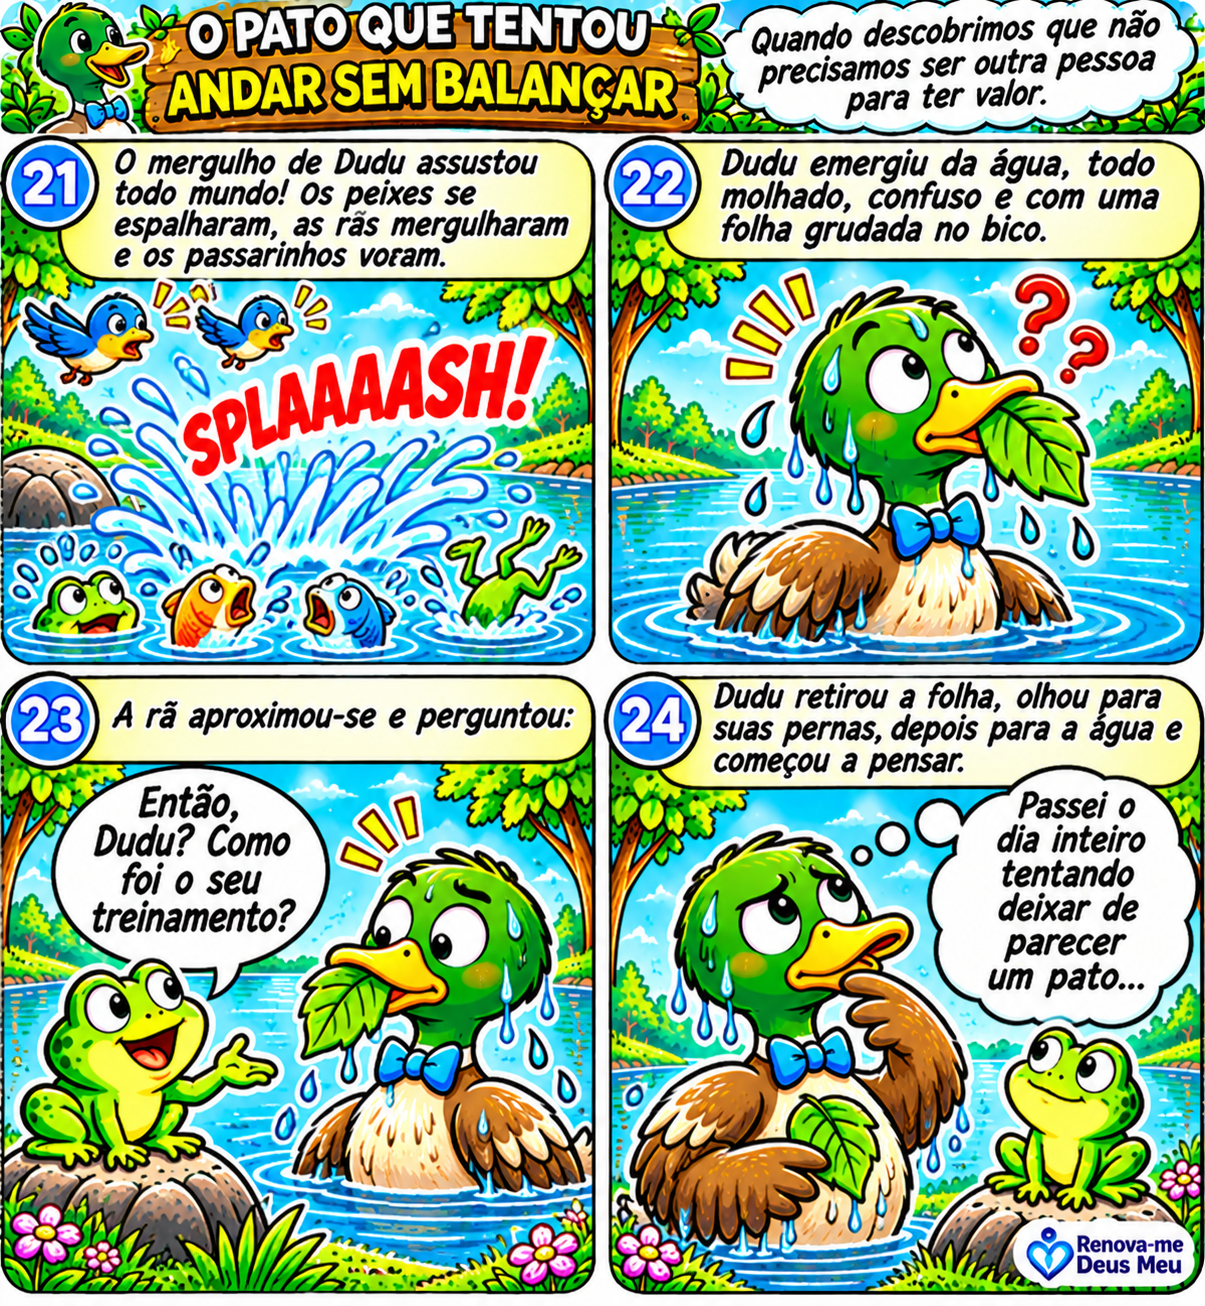 O PATO QUE TENTOU
ANDAR SEM BALANÇAR
Quando descobrimos que não
precisamos ser outra pessoa
para ter valor.
21
O mergulho de Dudu assustou
todo mundo! Os peixes se
espalharam, as rãs mergulharam
e os passarinhos voram.
SPLAAAASH!
22
Dudu emergiu da água, todo
molhado, confuso e com uma
folha grudada no bico.
??
23
A rã aproximou-se e perguntou:
Então,
Dudu? Como
foi o seu
treinamento?
24
Dudu retirou a folha, olhou para
suas pernas, depois para a água e
começou a pensar.
Passei o
dia inteiro
tentando
deixar de
parecer
um pato...
Renova-me
Deus Meu